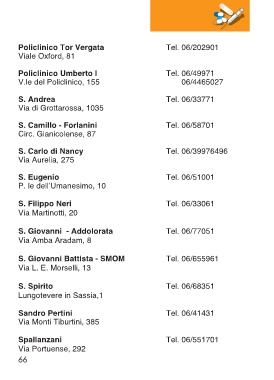 Policlinico Tor Vergata Tel. 06/202901
Viale Oxford, 81
Policlinico Umberto I Tel. 06/49971
V.le del Policlinico, 155 06/4465027
S. Andrea Tel. 06/33771
Via di Grottarossa, 1035
S. Camillo - Forlanini Tel. 06/58701
Circ. Gianicolense, 87
S. Carlo di Nancy Tel. 06/39976496
Via Aurelia, 275
S. Eugenio Tel. 06/51001
P. le dell'Umanesimo, 10
S. Filippo Neri Tel. 06/33061
Via Martinotti, 20
S. Giovanni - Addolorata Tel. 06/77051
Via Amba Aradam, 8
S. Giovanni Battista - SMOM Tel. 06/655961
Via L. E. Morselli, 13
S. Spirito Tel. 06/68351
Lungotevere in Sassia,1
Sandro Pertini Tel. 06/41431
Via Monti Tiburtini, 385
Spallanzani Tel. 06/551701
Via Portuense, 292
66